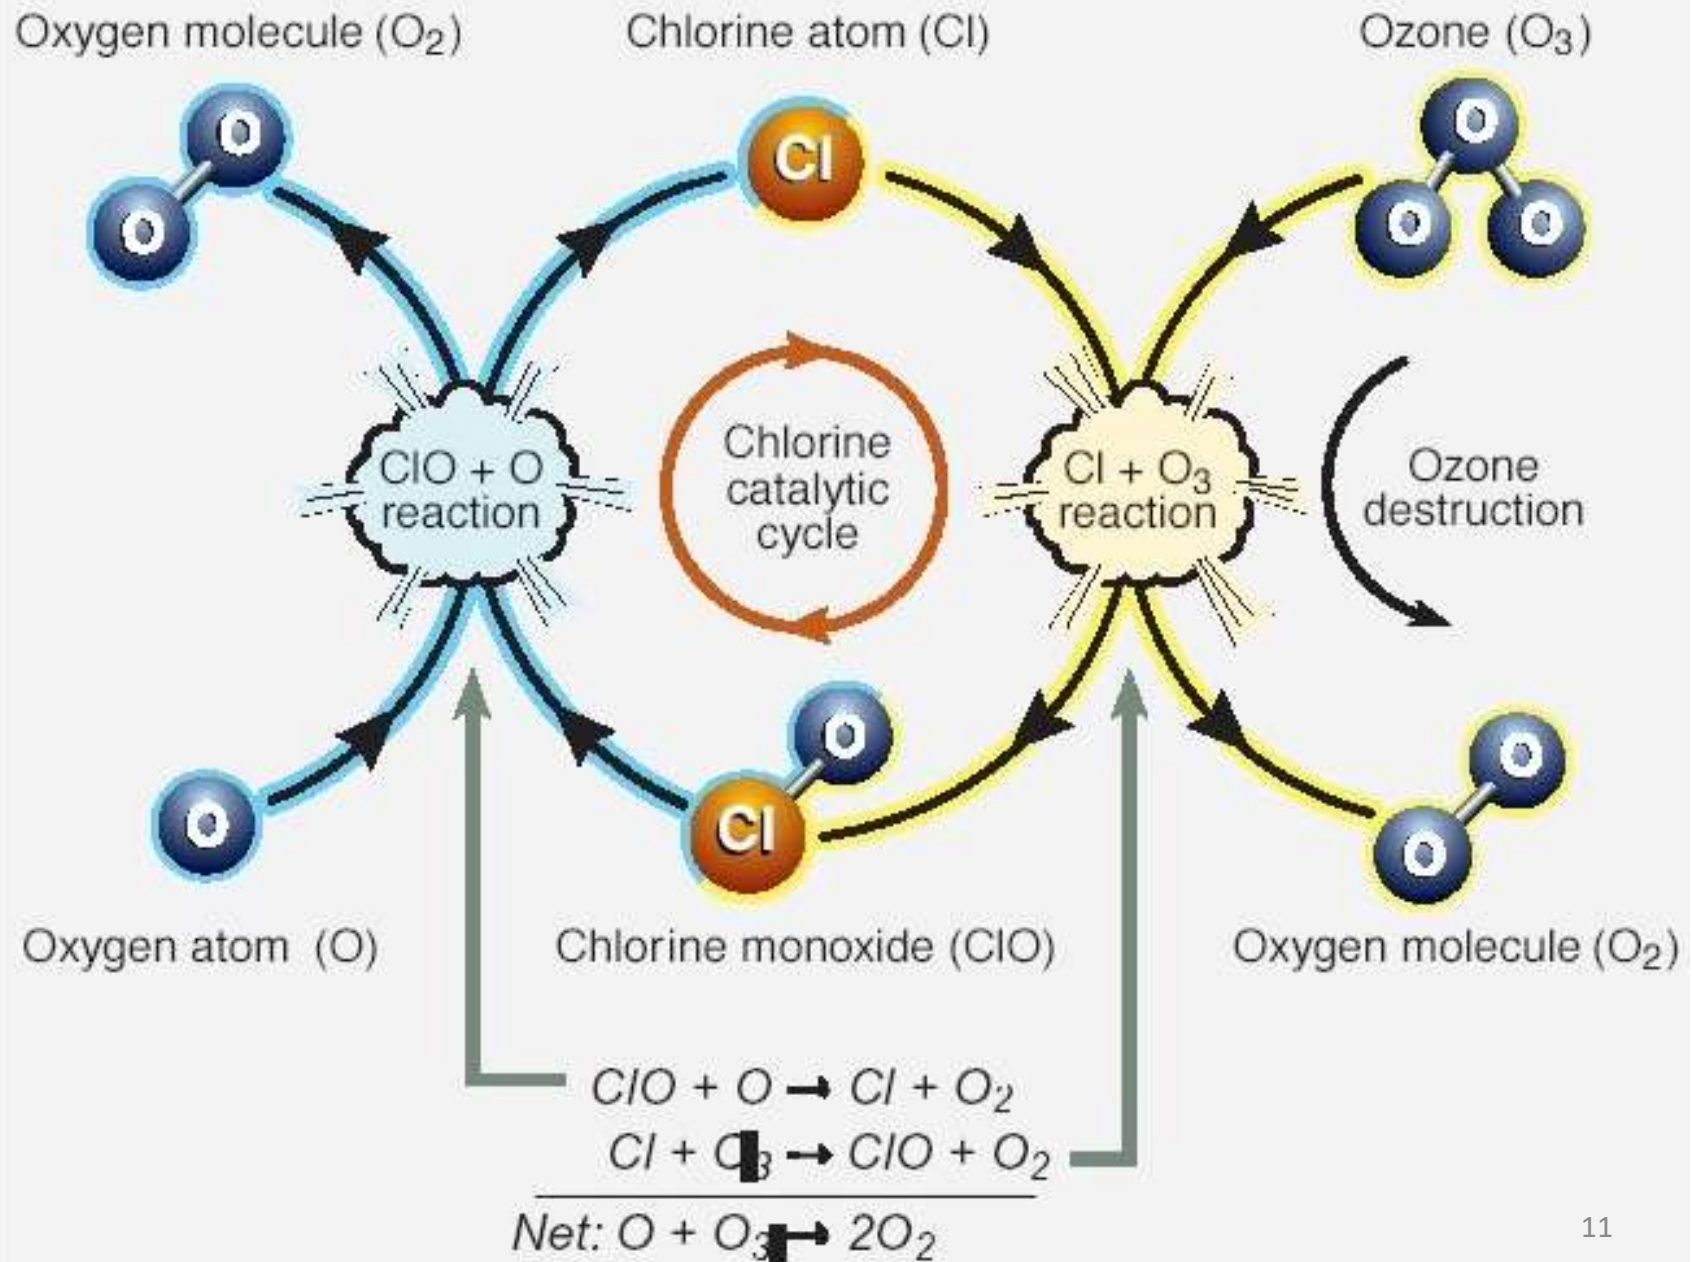 Oxygen molecule (O₂)
Chlorine atom (Cl)
Ozone (O₃)
O
O
Cl
O
O
O
ClO + O
reaction
Chlorine
catalytic
cycle
Cl + O₃
reaction
Ozone
destruction
O
Cl
O
O
O
Oxygen atom (O)
Chlorine monoxide (ClO)
Oxygen molecule (O₂)
ClO + O → Cl + O₂
Cl + O₃ → ClO + O₂
Net: O + O₃ → 2O₂
11